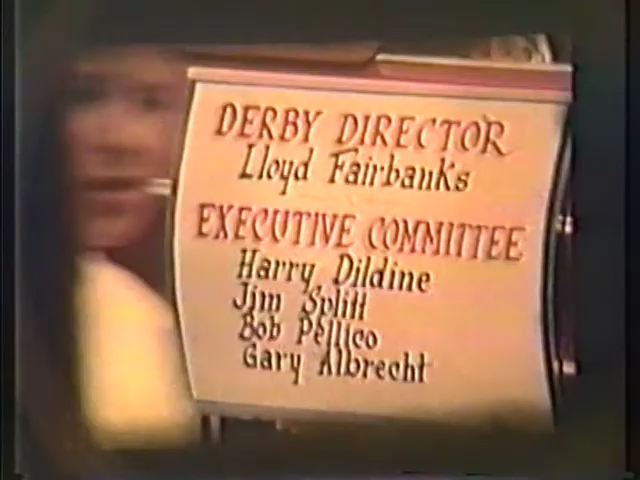 DERBY DIRECTOR
Lloyd Fairbanks
EXECUTIVE COMMITTEE
Harry Dildine
Jim Splitt
Bob Pellico
Gary Albrecht